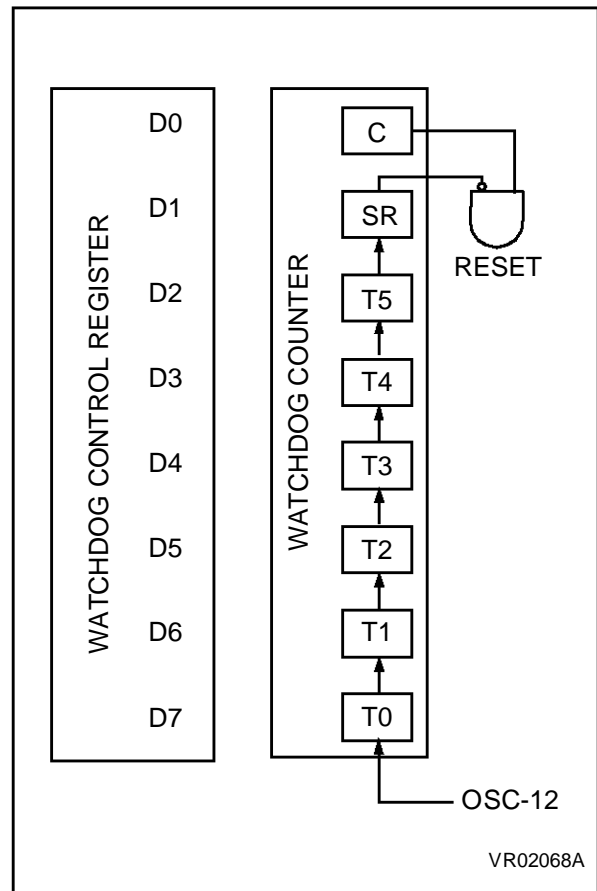 WATCHDOG CONTROL REGISTER
D0
D1
D2
D3
D4
D5
D6
D7
WATCHDOG COUNTER
C
SR
T5
T4
T3
T2
T1
T0
RESET
OSC-12
VR02068A